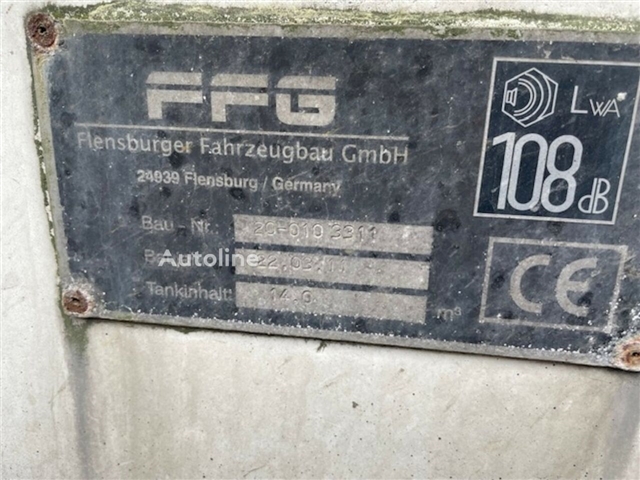 FFG
Flensburger Fahrzeugbau GmbH
24939 Flensburg / Germany
LWA
108 dB
Bau - Nr.:
Autoline
Tankinhalt:
m³
CE